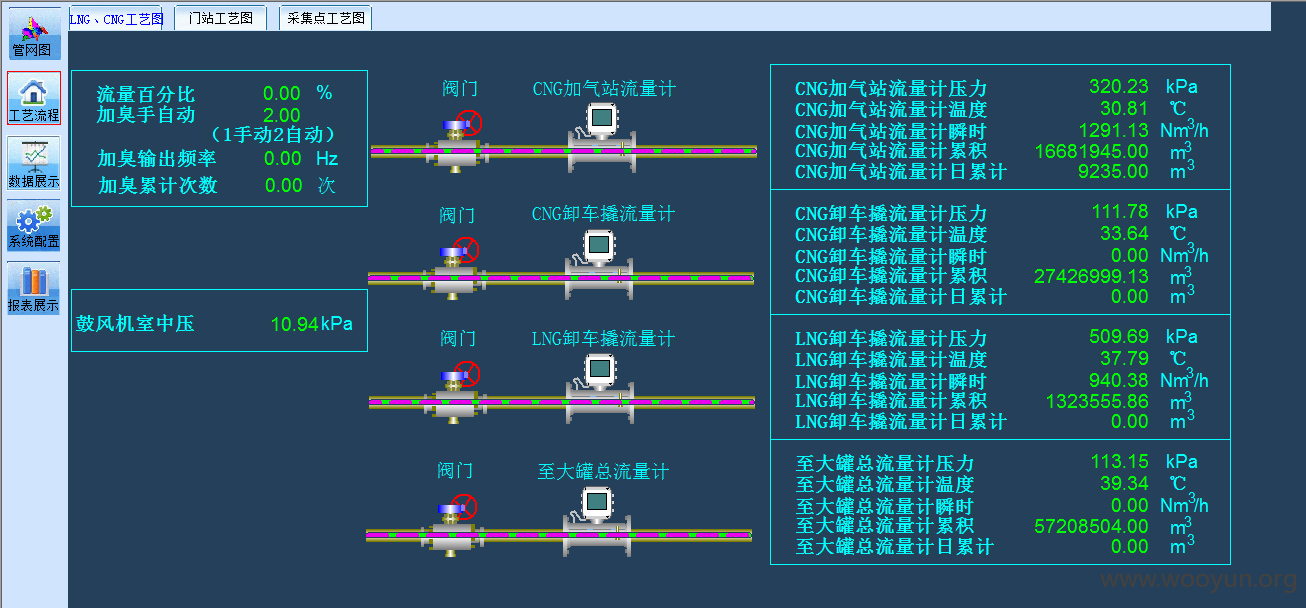 LNG、CNG工艺图 门站工艺图 采集点工艺图
管网图
工艺流程
数据展示
系统配置
报表展示
流量百分比 0.00 %
加臭手自动 2.00
（1手动2自动）
加臭输出频率 0.00 Hz
加臭累计次数 0.00 次
鼓风机室中压 10.94kPa
阀门 CNG加气站流量计
阀门 CNG卸车撬流量计
阀门 LNG卸车撬流量计
阀门 至大罐总流量计
CNG加气站流量计压力 320.23 kPa
CNG加气站流量计温度 30.81 ℃
CNG加气站流量计瞬时 1291.13 Nm³/h
CNG加气站流量计累积 16681945.00 m³
CNG加气站流量计日累计 9235.00 m³
CNG卸车撬流量计压力 111.78 kPa
CNG卸车撬流量计温度 33.64 ℃
CNG卸车撬流量计瞬时 0.00 Nm³/h
CNG卸车撬流量计累积 27426999.13 m³
CNG卸车撬流量计日累计 0.00 m³
LNG卸车撬流量计压力 509.69 kPa
LNG卸车撬流量计温度 37.79 ℃
LNG卸车撬流量计瞬时 940.38 Nm³/h
LNG卸车撬流量计累积 1323555.86 m³
LNG卸车撬流量计日累计 0.00 m³
至大罐总流量计压力 113.15 kPa
至大罐总流量计温度 39.34 ℃
至大罐总流量计瞬时 0.00 Nm³/h
至大罐总流量计累积 57208504.00 m³
至大罐总流量计日累计 0.00 m³
www.wooyun.org